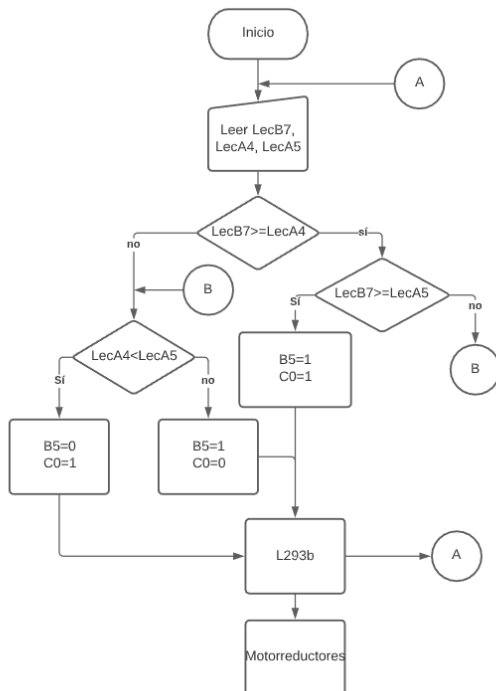 Inicio
A
Leer LecB7,
LecA4, LecA5
LecB7>=LecA4
no
sí
B
LecB7>=LecA5
Sí
no
B
LecA4<LecA5
Sí
no
B5=1
C0=1
B5=0
C0=1
B5=1
C0=0
L293b
A
Motorreductores